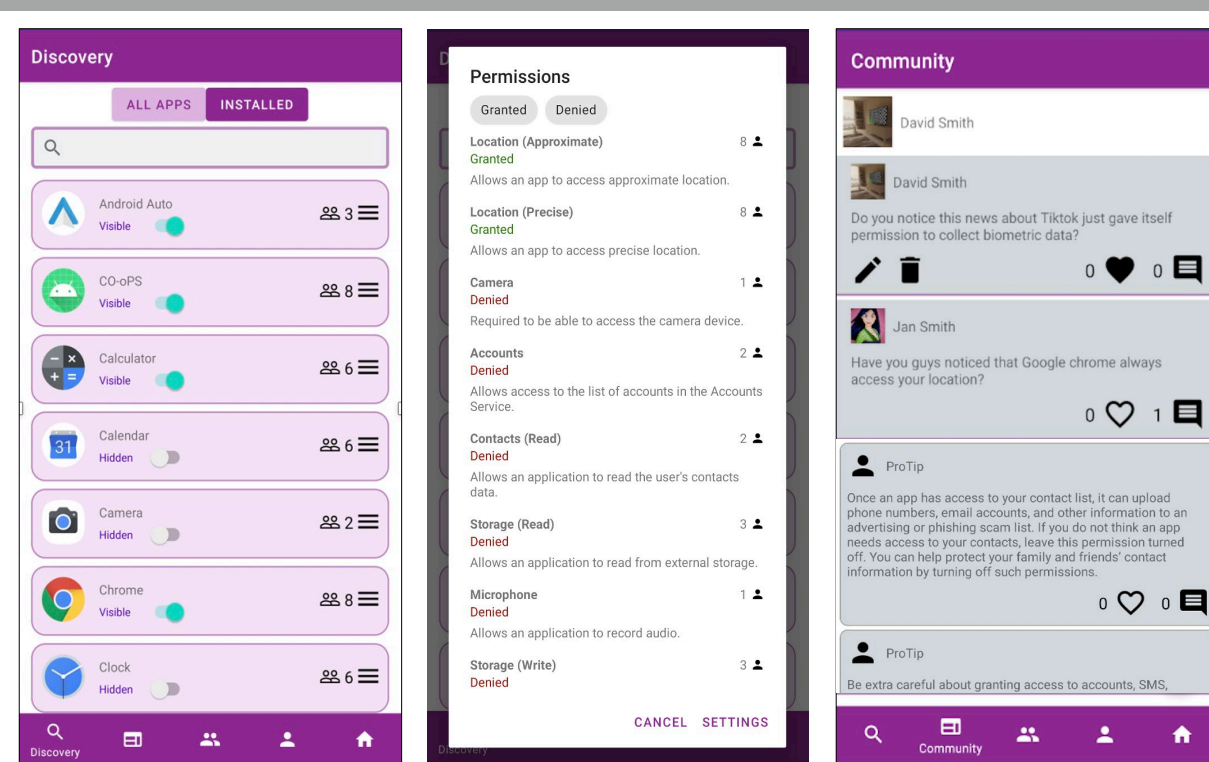 Discovery
ALL APPS INSTALLED
Android Auto
Visible
3
CO-oPS
Visible
8
Calculator
Visible
6
31
Calendar
Hidden
6
Camera
Hidden
2
Chrome
Visible
8
Clock
Hidden
6
Discovery
D
Permissions
Granted Denied
Location (Approximate) 8
Granted
Allows an app to access approximate location.
Location (Precise) 8
Granted
Allows an app to access precise location.
Camera 1
Denied
Required to be able to access the camera device.
Accounts 2
Denied
Allows access to the list of accounts in the Accounts
Service.
Contacts (Read) 2
Denied
Allows an application to read the user's contacts
data.
Storage (Read) 3
Denied
Allows an application to read from external storage.
Microphone 1
Denied
Allows an application to record audio.
Storage (Write) 3
Denied
CANCEL SETTINGS
Discovery
Community
David Smith
David Smith
Do you notice this news about Tiktok just gave itself
permission to collect biometric data?
0 0
Jan Smith
Have you guys noticed that Google chrome always
access your location?
0 1
ProTip
Once an app has access to your contact list, it can upload
phone numbers, email accounts, and other information to an
advertising or phishing scam list. If you do not think an app
needs access to your contacts, leave this permission turned
off. You can help protect your family and friends' contact
information by turning off such permissions.
0 0
ProTip
Be extra careful about granting access to accounts, SMS,
Community